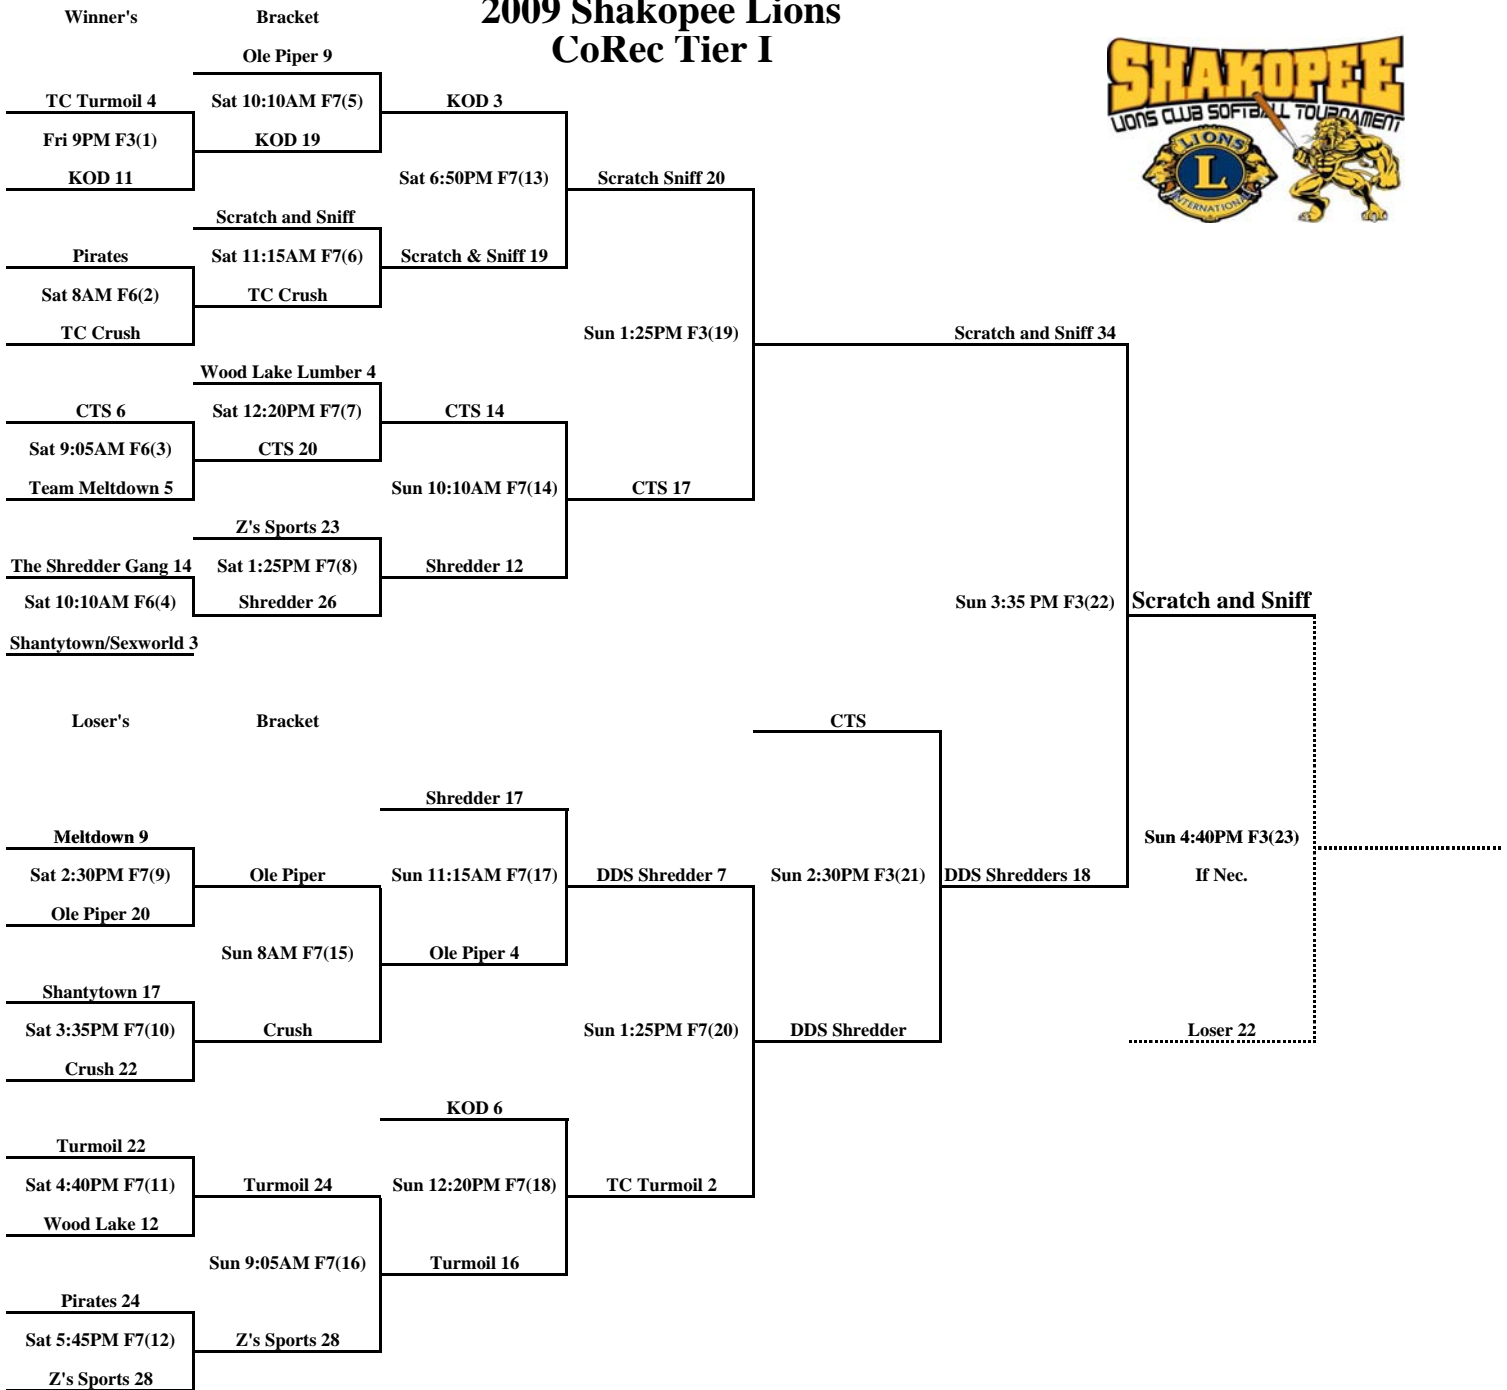 Winner's Bracket
2009 Shakopee Lions
CoRec Tier I
SHAKOPEE
LIONS CLUB SOFTBALL TOURNAMENT
LIONS
L
INTERNATIONAL
Ole Piper 9
TC Turmoil 4 Sat 10:10AM F7(5) KOD 3
Fri 9PM F3(1) KOD 19
KOD 11 Sat 6:50PM F7(13) Scratch Sniff 20
Scratch and Sniff
Pirates Sat 11:15AM F7(6) Scratch & Sniff 19
Sat 8AM F6(2) TC Crush
TC Crush Sun 1:25PM F3(19) Scratch and Sniff 34
Wood Lake Lumber 4
CTS 6 Sat 12:20PM F7(7) CTS 14
Sat 9:05AM F6(3) CTS 20
Team Meltdown 5 Sun 10:10AM F7(14) CTS 17
Z's Sports 23
The Shredder Gang 14 Sat 1:25PM F7(8) Shredder 12
Sat 10:10AM F6(4) Shredder 26 Sun 3:35 PM F3(22) Scratch and Sniff
Shantytown/Sexworld 3
Loser's Bracket CTS
Shredder 17
Meltdown 9 Sun 4:40PM F3(23)
Sat 2:30PM F7(9) Ole Piper Sun 11:15AM F7(17) DDS Shredder 7 Sun 2:30PM F3(21) DDS Shredders 18 If Nec.
Ole Piper 20
Sun 8AM F7(15) Ole Piper 4
Shantytown 17
Sat 3:35PM F7(10) Crush Sun 1:25PM F7(20) DDS Shredder Loser 22
Crush 22
KOD 6
Turmoil 22
Sat 4:40PM F7(11) Turmoil 24 Sun 12:20PM F7(18) TC Turmoil 2
Wood Lake 12
Sun 9:05AM F7(16) Turmoil 16
Pirates 24
Sat 5:45PM F7(12) Z's Sports 28
Z's Sports 28